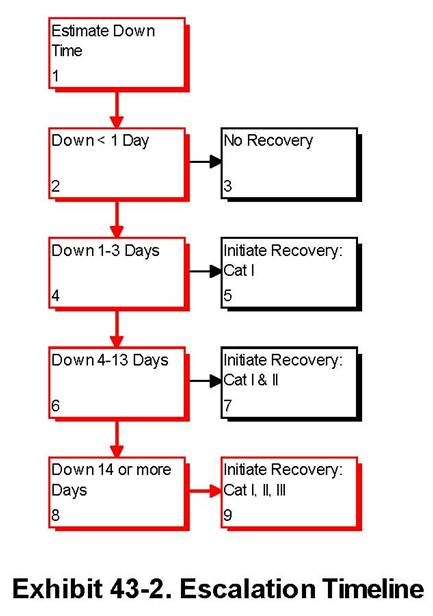 Estimate Down
Time
1
Down < 1 Day
2
No Recovery
3
Down 1-3 Days
4
Initiate Recovery:
Cat I
5
Down 4-13 Days
6
Initiate Recovery:
Cat I & II
7
Down 14 or more
Days
8
Initiate Recovery:
Cat I, II, III
9
Exhibit 43-2. Escalation Timeline